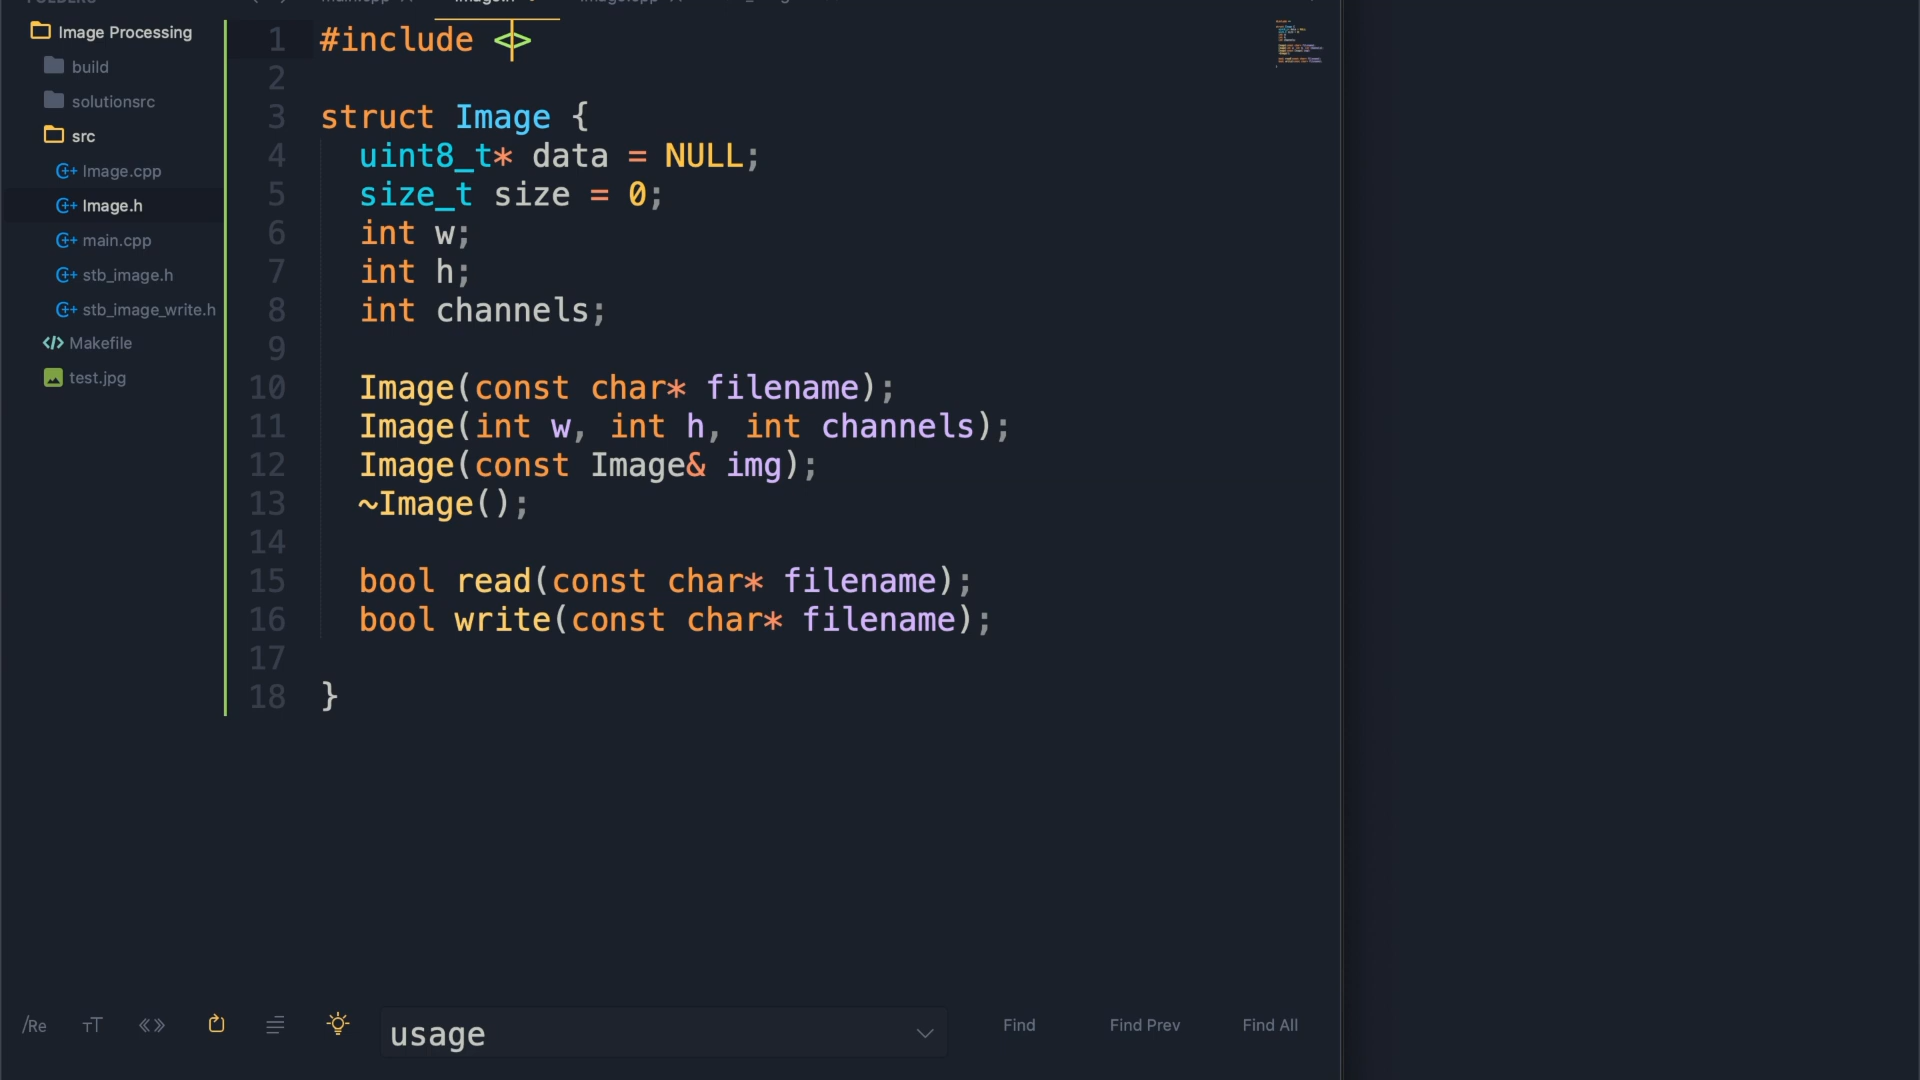 Image Processing
build
solutionsrc
src
Image.cpp
Image.h
main.cpp
stb_image.h
stb_image_write.h
Makefile
test.jpg
1 #include <>
2
3 struct Image {
4 uint8_t* data = NULL;
5 size_t size = 0;
6 int w;
7 int h;
8 int channels;
9
10 Image(const char* filename);
11 Image(int w, int h, int channels);
12 Image(const Image& img);
13 ~Image();
14
15 bool read(const char* filename);
16 bool write(const char* filename);
17
18 }
/Re
usage
Find
Find Prev
Find All